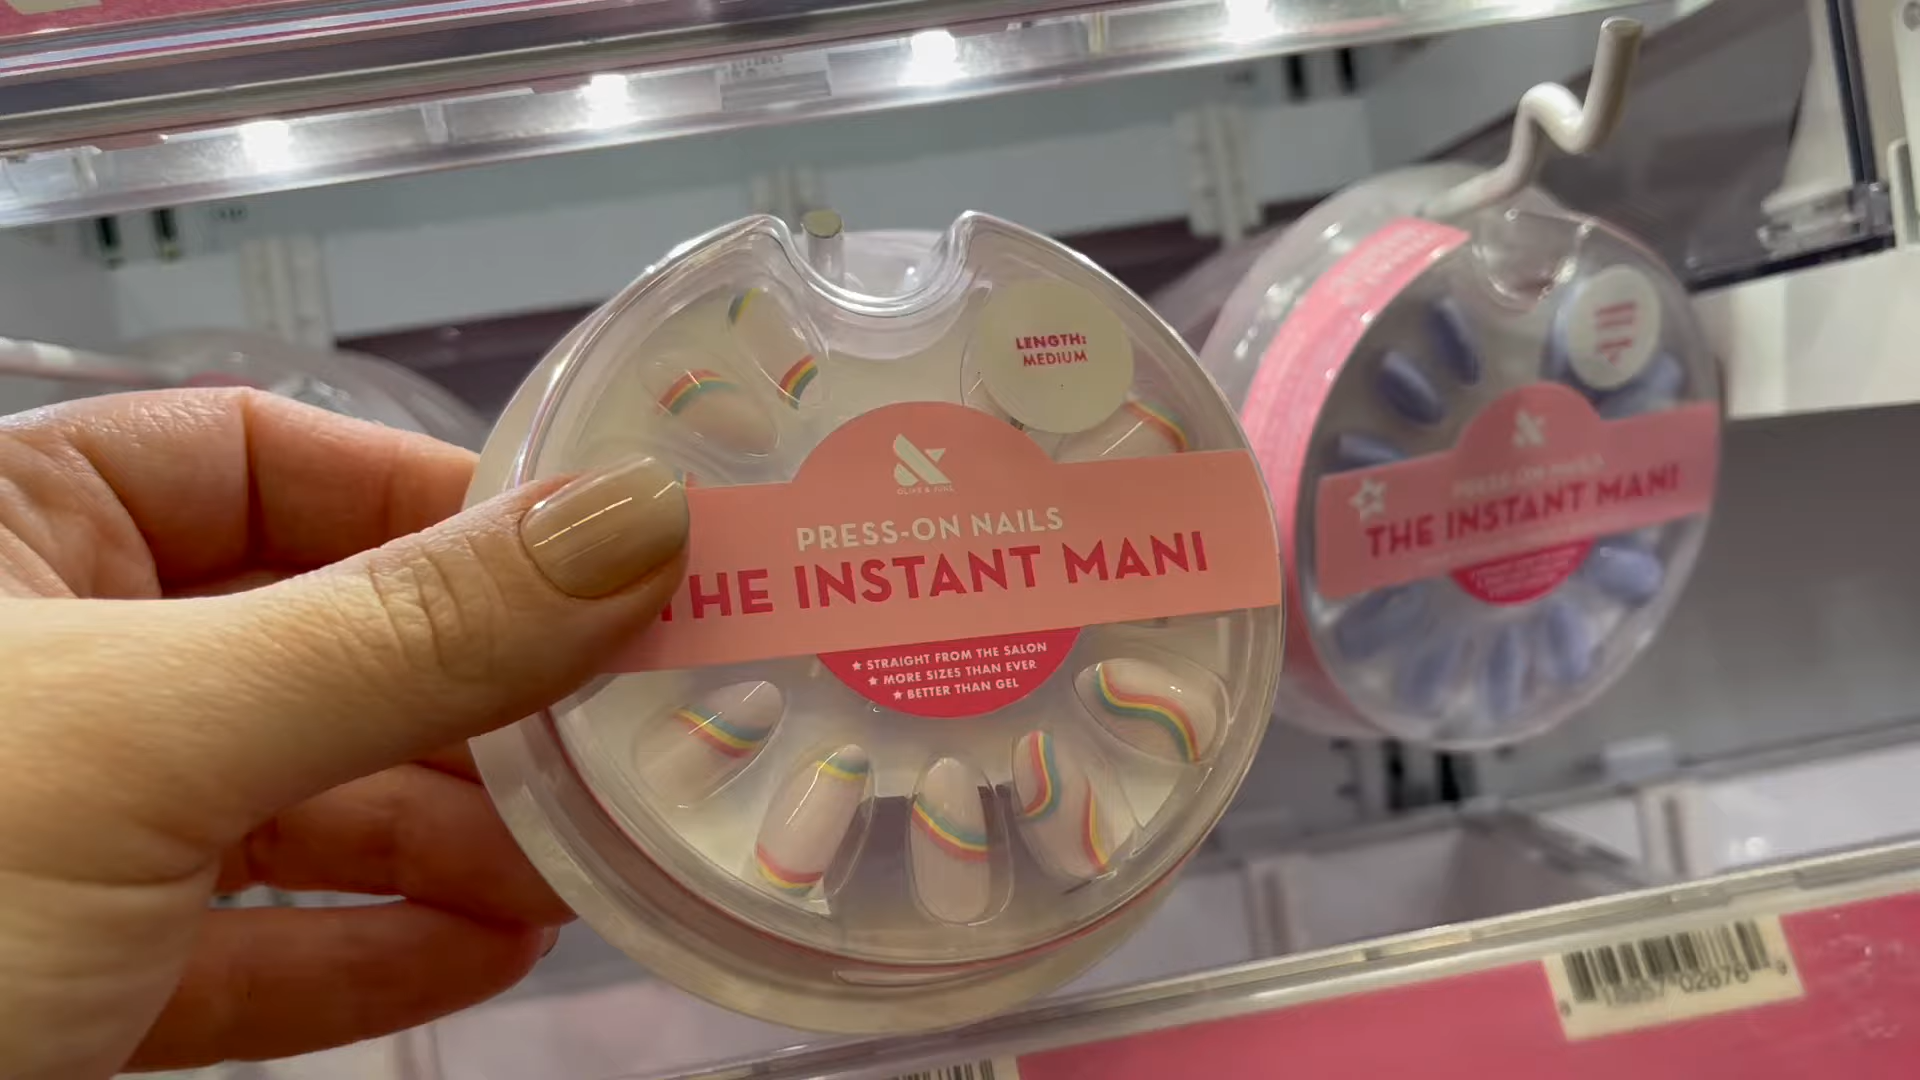 LENGTH:
MEDIUM
OLIVE & JUNE
PRESS-ON NAILS
THE INSTANT MANI
★ STRAIGHT FROM THE SALON
★ MORE SIZES THAN EVER
★ BETTER THAN GEL
PRESS-ON NAILS
THE INSTANT MANI